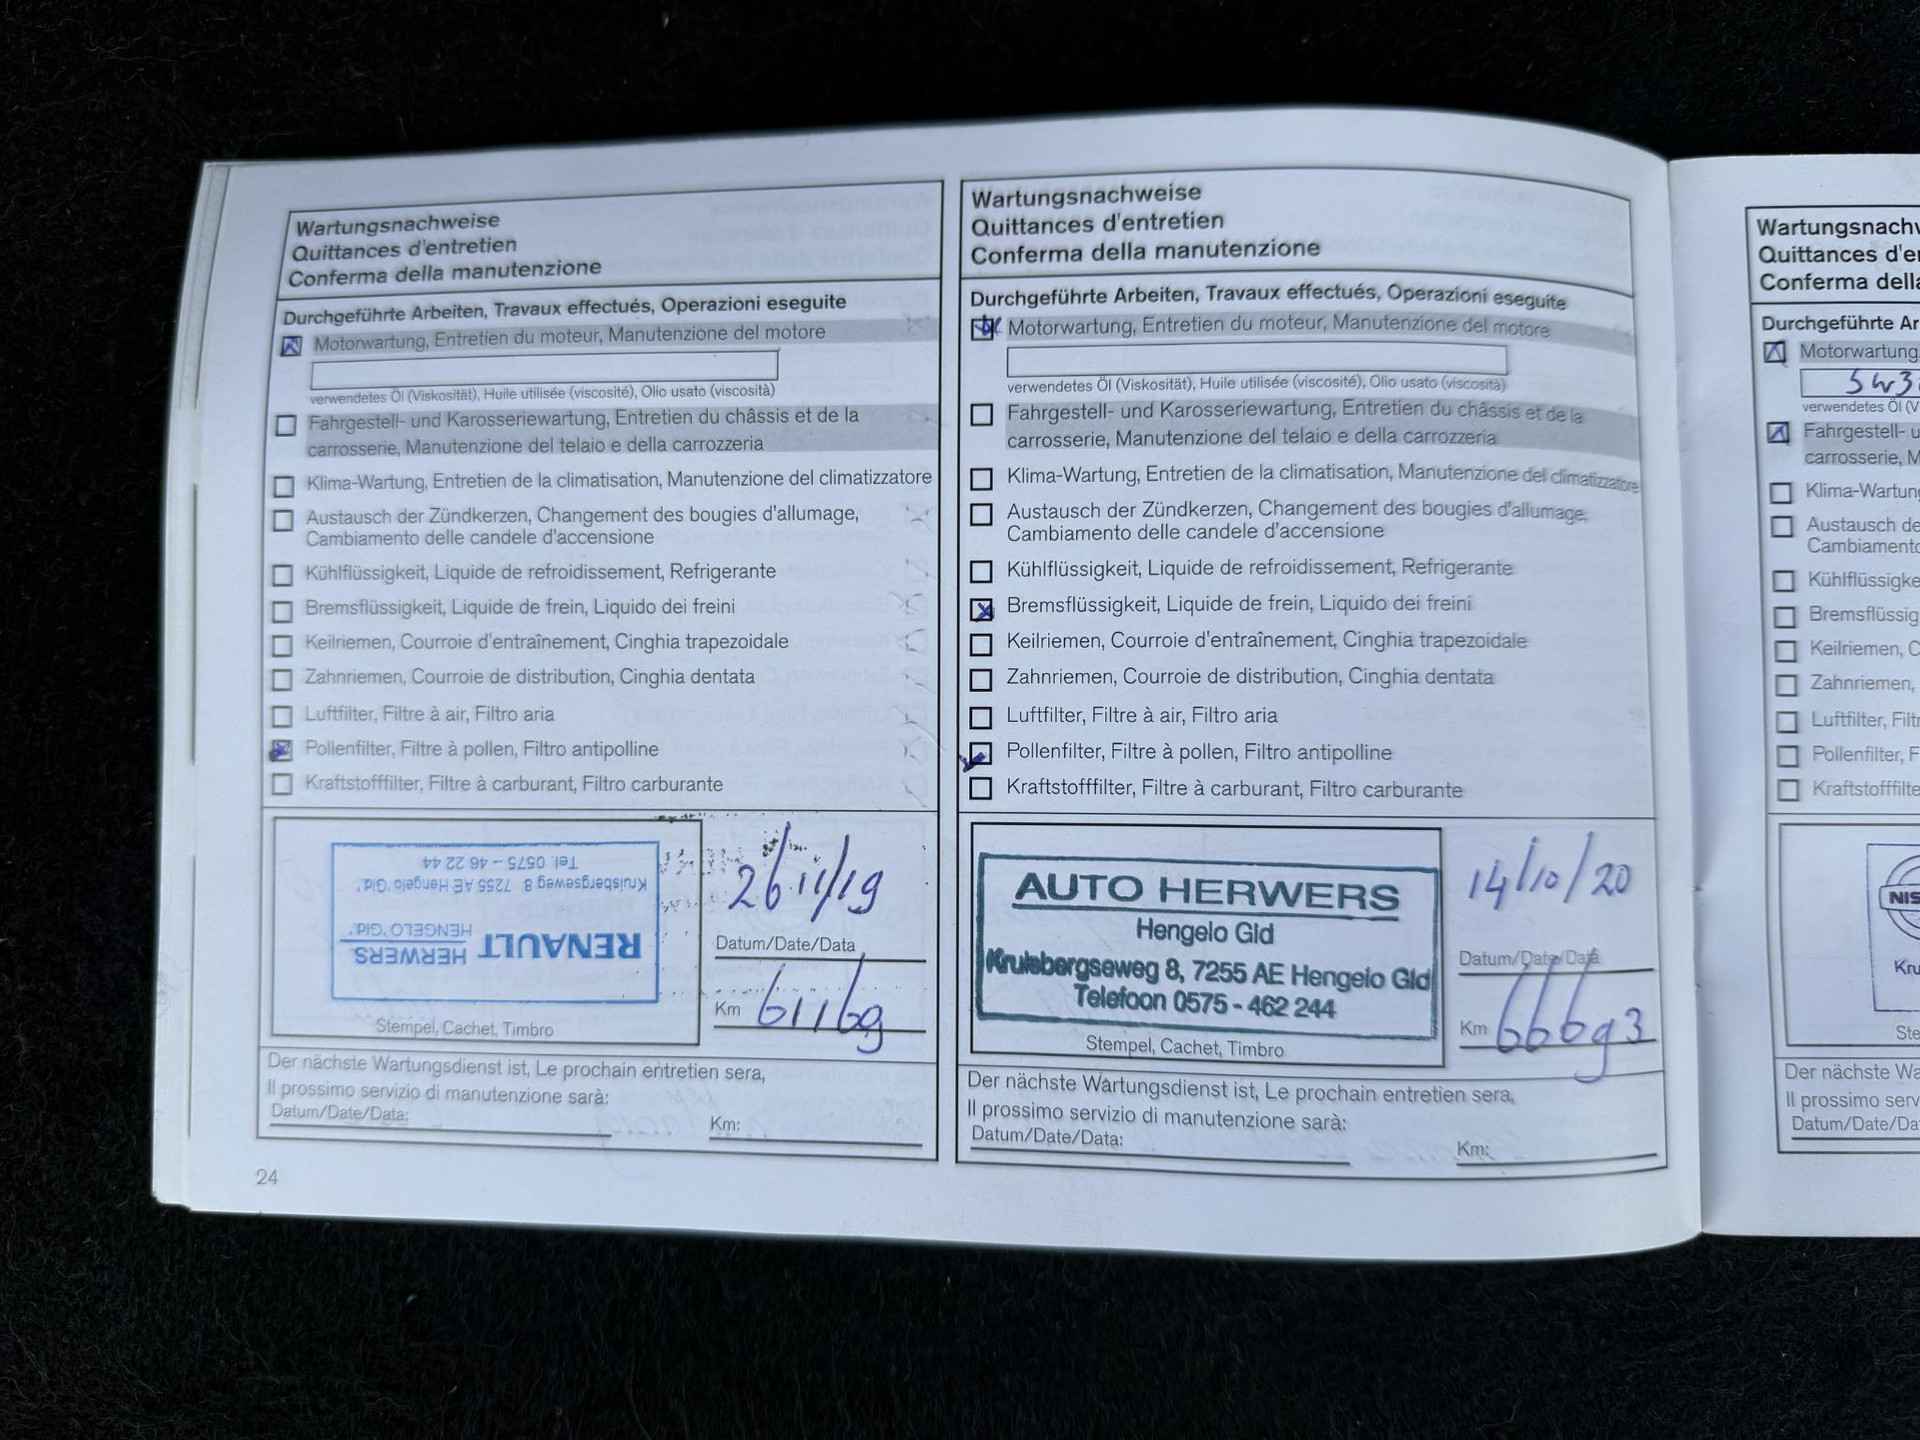 Wartungsnachweise
Quittances d'entretien
Conferma della manutenzione
Durchgeführte Arbeiten, Travaux effectués, Operazioni eseguite
Motorwartung, Entretien du moteur, Manutenzione del motore
verwendetes Öl (Viskosität), Huile utilisée (viscosité), Olio usato (viscosità)
Fahrgestell- und Karosseriewartung, Entretien du châssis et de la
carrosserie, Manutenzione del telaio e della carrozzeria
Klima-Wartung, Entretien de la climatisation, Manutenzione del climatizzatore
Austausch der Zündkerzen, Changement des bougies d'allumage,
Cambiamento delle candele d'accensione
Kühlflüssigkeit, Liquide de refroidissement, Refrigerante
Bremsflüssigkeit, Liquide de frein, Liquido dei freini
Keilriemen, Courroie d'entraînement, Cinghia trapezoidale
Zahnriemen, Courroie de distribution, Cinghia dentata
Luftfilter, Filtre à air, Filtro aria
Pollenfilter, Filtre à pollen, Filtro antipolline
Kraftstofffilter, Filtre à carburant, Filtro carburante
RENAULT HERWERS
HENGELO 'Gld.'
Kruisbergseweg 8 7255 AE Hengelo 'Gld.'
Tel. 0575 - 46 22 44
Stempel, Cachet, Timbro
26/11/19
Datum/Date/Data
Km 61169
Der nächste Wartungsdienst ist, Le prochain entretien sera,
Il prossimo servizio di manutenzione sarà:
Datum/Date/Data: Km:
24
Wartungsnachweise
Quittances d'entretien
Conferma della manutenzione
Durchgeführte Arbeiten, Travaux effectués, Operazioni eseguite
Motorwartung, Entretien du moteur, Manutenzione del motore
verwendetes Öl (Viskosität), Huile utilisée (viscosité), Olio usato (viscosità)
Fahrgestell- und Karosseriewartung, Entretien du châssis et de la
carrosserie, Manutenzione del telaio e della carrozzeria
Klima-Wartung, Entretien de la climatisation, Manutenzione del climatizzatore
Austausch der Zündkerzen, Changement des bougies d'allumage,
Cambiamento delle candele d'accensione
Kühlflüssigkeit, Liquide de refroidissement, Refrigerante
Bremsflüssigkeit, Liquide de frein, Liquido dei freini
Keilriemen, Courroie d'entraînement, Cinghia trapezoidale
Zahnriemen, Courroie de distribution, Cinghia dentata
Luftfilter, Filtre à air, Filtro aria
Pollenfilter, Filtre à pollen, Filtro antipolline
Kraftstofffilter, Filtre à carburant, Filtro carburante
AUTO HERWERS
Hengelo Gld
Kruisbergseweg 8, 7255 AE Hengelo Gld
Telefoon 0575 - 462 244
Stempel, Cachet, Timbro
14/10/20
Datum/Date/Data
Km 66693
Der nächste Wartungsdienst ist, Le prochain entretien sera,
Il prossimo servizio di manutenzione sarà:
Datum/Date/Data: Km:
Wartungsnachw
Quittances d'e
Conferma della
Durchgeführte Ar
Motorwartung,
5w3
verwendetes Öl (V
Fahrgestell- u
carrosserie, M
Klima-Wartun
Austausch de
Cambiamento
Kühlflüssigke
Bremsflüssig
Keilriemen, C
Zahnriemen,
Luftfilter, Filt
Pollenfilter, F
Kraftstofffilte
NIS
Kru
Ste
Der nächste Wa
Il prossimo serv
Datum/Date/Da